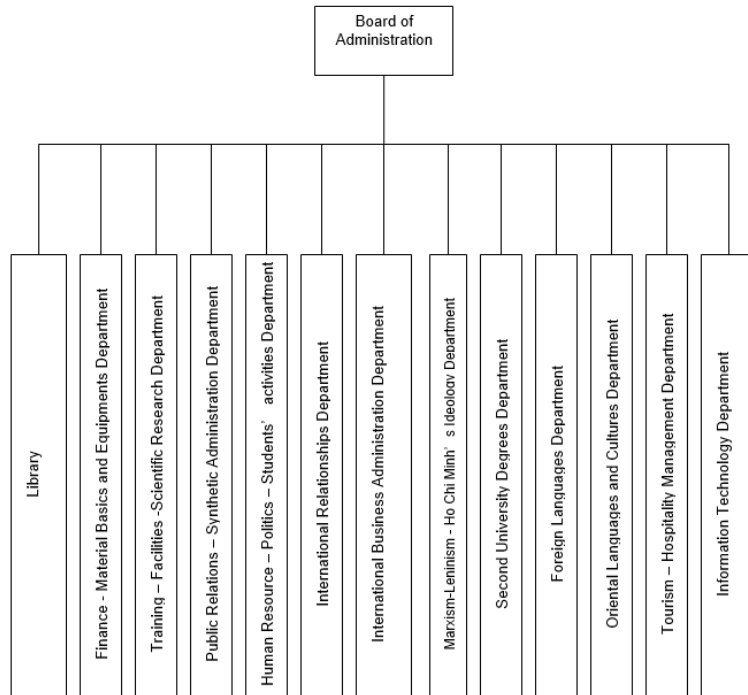 Board of
Administration
Library
Finance - Material Basics and Equipments Department
Training – Facilities -Scientific Research Department
Public Relations – Synthetic Administration Department
Human Resource – Politics – Students’ activities Department
International Relationships Department
International Business Administration Department
Marxism-Leninism - Ho Chi Minh’ s Ideology Department
Second University Degrees Department
Foreign Languages Department
Oriental Languages and Cultures Department
Tourism – Hospitality Management Department
Information Technology Department